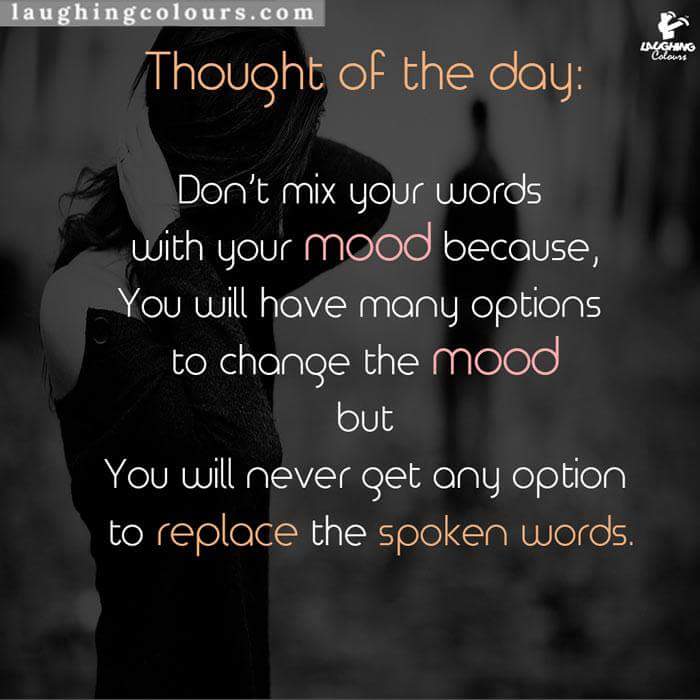 laughingcolours.com
LAUGHING
Colours
Thought of the day:
Don't mix your words
with your mood because,
You will have many options
to change the mood
but
You will never get any option
to replace the spoken words.